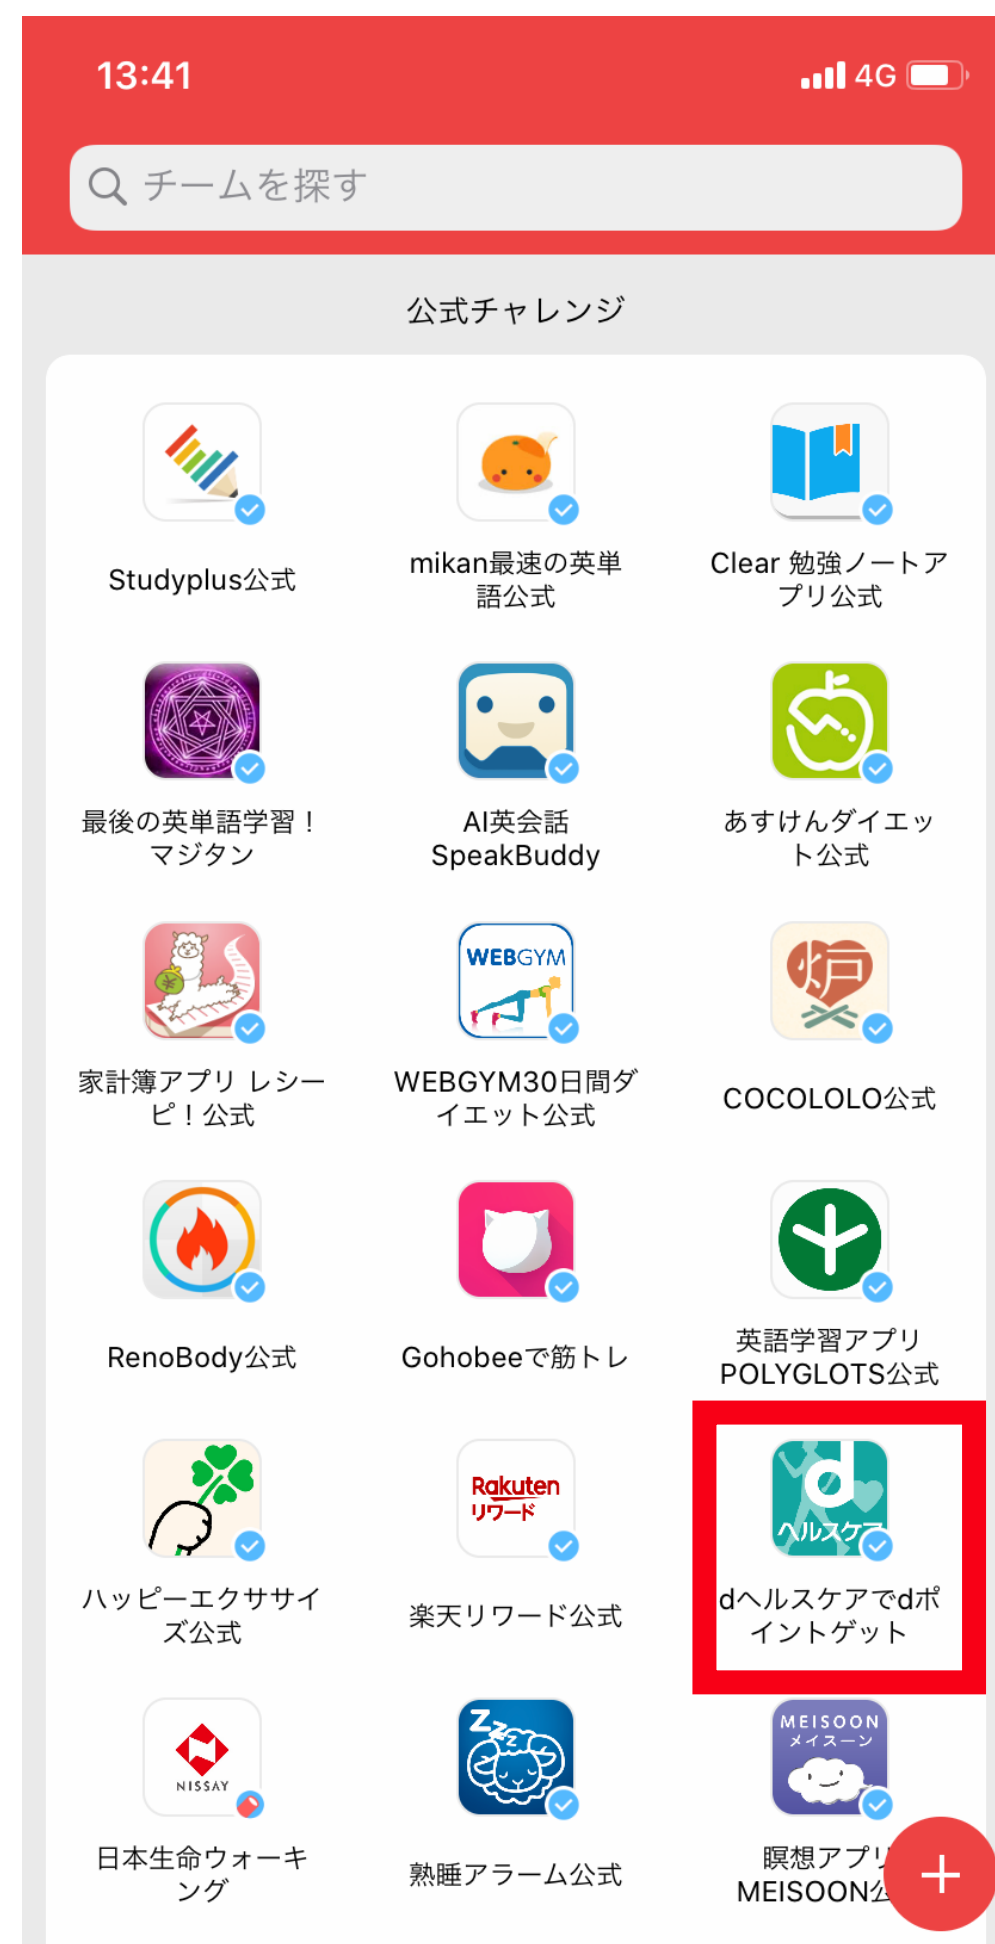 13:41
4G
チームを探す
公式チャレンジ
Studyplus公式
mikan最速の英単
語公式
Clear 勉強ノートア
プリ公式
最後の英単語学習！
マジタン
AI英会話
SpeakBuddy
あすけんダイエッ
ト公式
WEBGYM
炉
家計簿アプリ レシー
ピ！公式
WEBGYM30日間ダ
イエット公式
COCOLOLO公式
RenoBody公式
Gohobeeで筋トレ
英語学習アプリ
POLYGLOTS公式
Rakuten
リワード
d
ヘルスケア
ハッピーエクササイ
ズ公式
楽天リワード公式
dヘルスケアでdポ
イントゲット
NISSAY
Zzz
MEISOON
メイスーン
日本生命ウォーキ
ング
熟睡アラーム公式
瞑想アプリ
MEISOON公